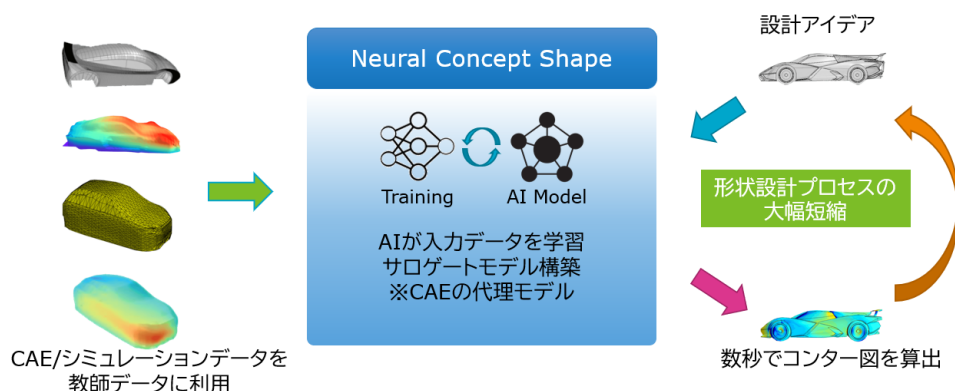 CAE/シミュレーションデータを
教師データに利用
Neural Concept Shape
Training
AI Model
AIが入力データを学習
サロゲートモデル構築
※CAEの代理モデル
設計アイデア
形状設計プロセスの
大幅短縮
数秒でコンター図を算出